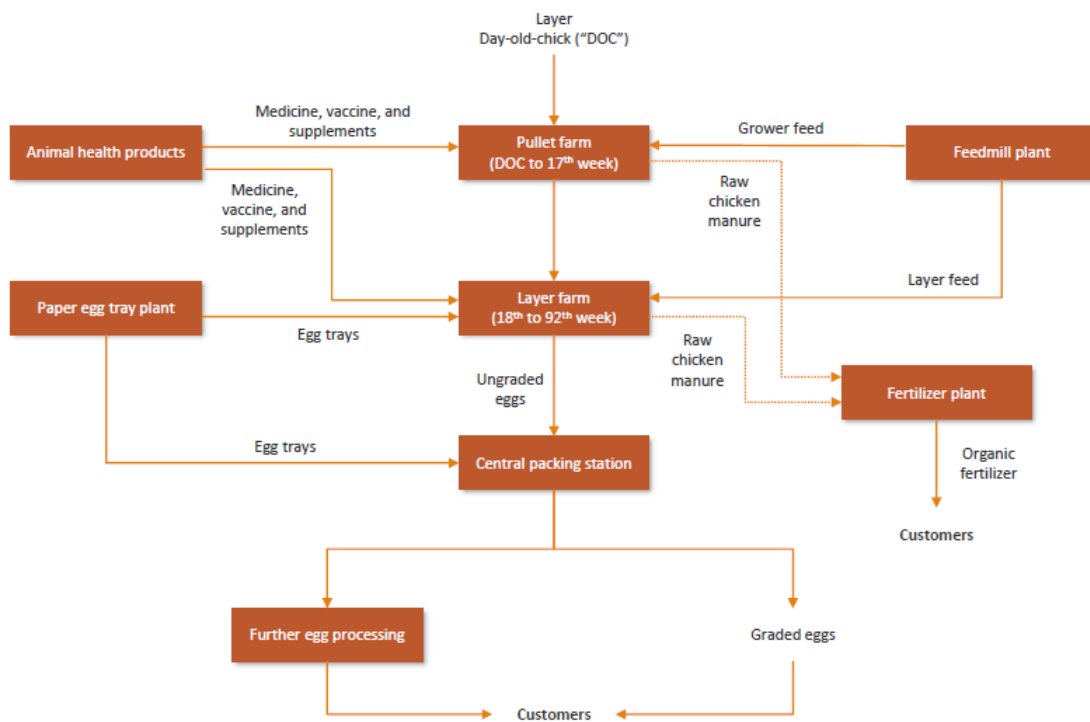 Layer
Day-old-chick (“DOC”)
Medicine, vaccine, and
supplements
Grower feed
Animal health products
Pullet farm
(DOC to 17th week)
Feedmill plant
Medicine,
vaccine, and
supplements
Raw
chicken
manure
Paper egg tray plant
Layer farm
(18th to 92th week)
Layer feed
Egg trays
Raw
chicken
manure
Ungraded
eggs
Fertilizer plant
Egg trays
Central packing station
Organic
fertilizer
Customers
Further egg processing
Graded eggs
Customers